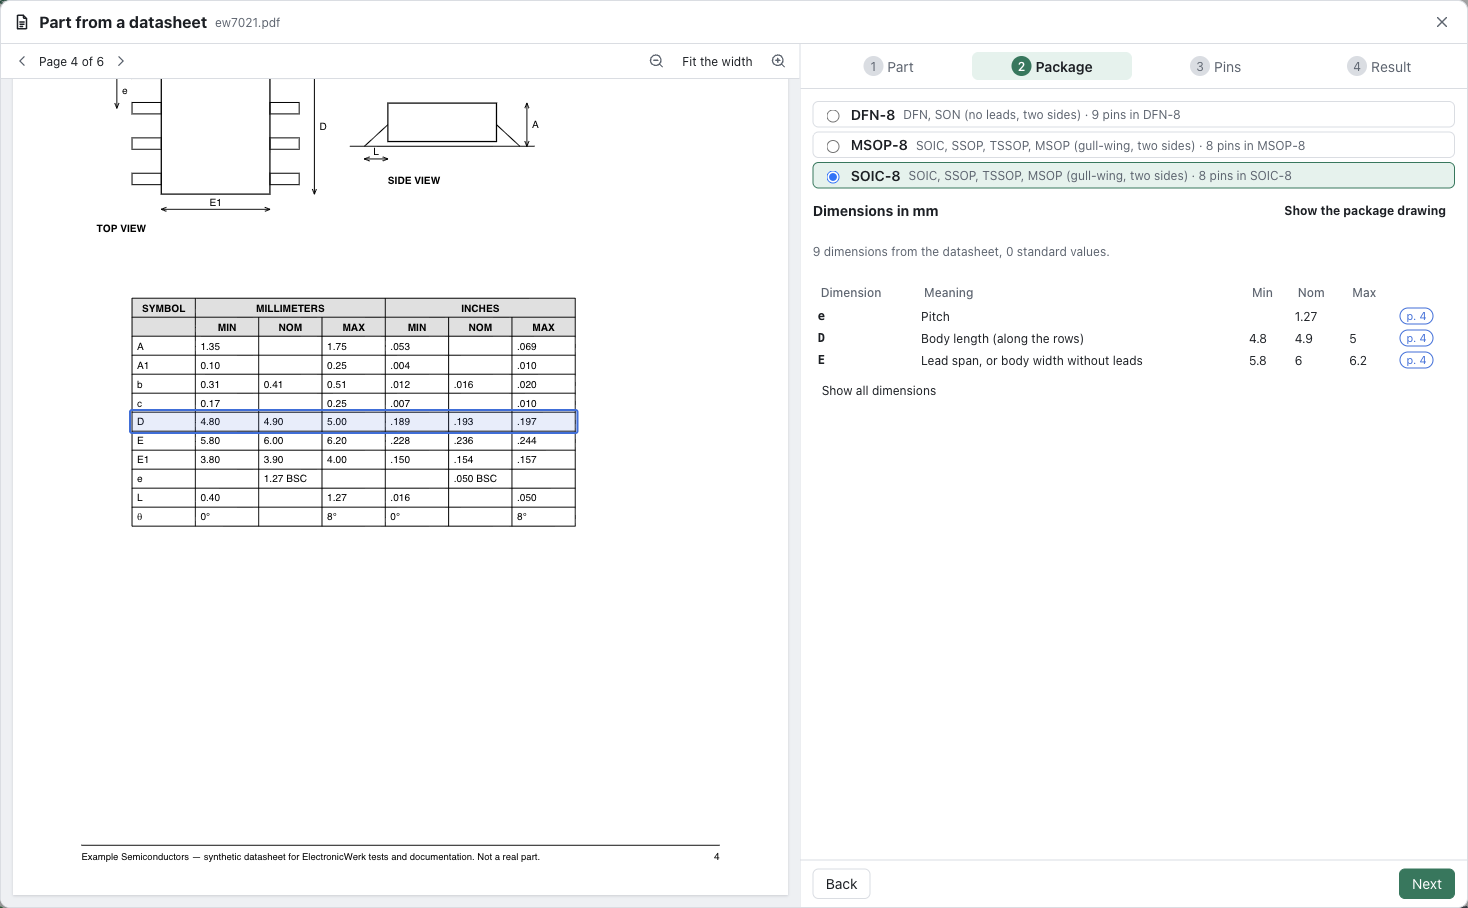 Part from a datasheet ew7021.pdf
Page 4 of 6 Fit the width
1 Part 2 Package 3 Pins 4 Result
e
D
A
L
SIDE VIEW
E1
TOP VIEW
SYMBOL MILLIMETERS INCHES
MIN NOM MAX MIN NOM MAX
A 1.35 1.75 .053 .069
A1 0.10 0.25 .004 .010
b 0.31 0.41 0.51 .012 .016 .020
c 0.17 0.25 .007 .010
D 4.80 4.90 5.00 .189 .193 .197
E 5.80 6.00 6.20 .228 .236 .244
E1 3.80 3.90 4.00 .150 .154 .157
e 1.27 BSC .050 BSC
L 0.40 1.27 .016 .050
θ 0° 8° 0° 8°
Example Semiconductors — synthetic datasheet for ElectronicWerk tests and documentation. Not a real part. 4
DFN-8 DFN, SON (no leads, two sides) · 9 pins in DFN-8
MSOP-8 SOIC, SSOP, TSSOP, MSOP (gull-wing, two sides) · 8 pins in MSOP-8
SOIC-8 SOIC, SSOP, TSSOP, MSOP (gull-wing, two sides) · 8 pins in SOIC-8
Dimensions in mm Show the package drawing
9 dimensions from the datasheet, 0 standard values.
Dimension Meaning Min Nom Max
e Pitch 1.27 p. 4
D Body length (along the rows) 4.8 4.9 5 p. 4
E Lead span, or body width without leads 5.8 6 6.2 p. 4
Show all dimensions
Back Next